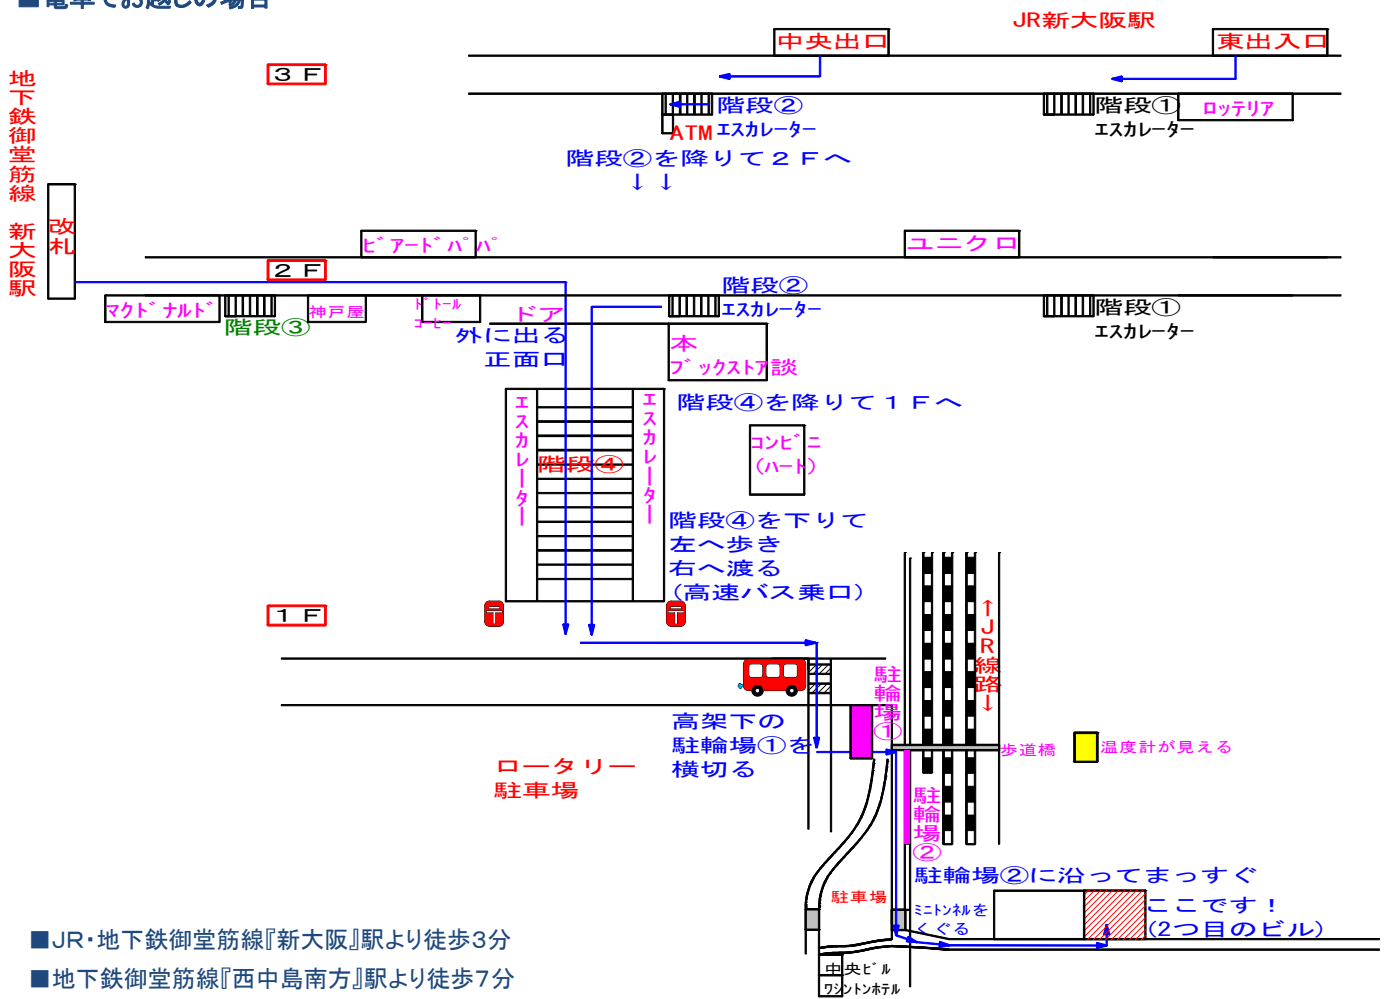 ■電車でお越しの場合
JR新大阪駅
中央出口
東出入口
3 F
地下鉄御堂筋線 新大阪駅
階段②
エスカレーター
ATM
階段①
エスカレーター
ロッテリア
階段②を降りて２Ｆへ
↓ ↓
改札
ビアードパパ
ユニクロ
2 F
マクドナルド
階段③
神戸屋
ドトール
コーヒー
ドア
階段②
エスカレーター
階段①
エスカレーター
外に出る
正面口
本
ブックストア談
エスカレーター
階段④
エスカレーター
階段④を降りて１Ｆへ
コンビニ
(ハート)
階段④を下りて
左へ歩き
右へ渡る
(高速バス乗口)
1 F
〒
〒
↑JR線路↓
駐輪場①
高架下の
駐輪場①を
横切る
歩道橋
温度計が見える
ロータリー
駐車場
駐輪場②
駐輪場②に沿ってまっすぐ
駐車場
ミニトンネルを
くぐる
ここです！
(2つ目のビル)
中央ビル
ワシントンホテル
■JR・地下鉄御堂筋線『新大阪』駅より徒歩3分
■地下鉄御堂筋線『西中島南方』駅より徒歩7分